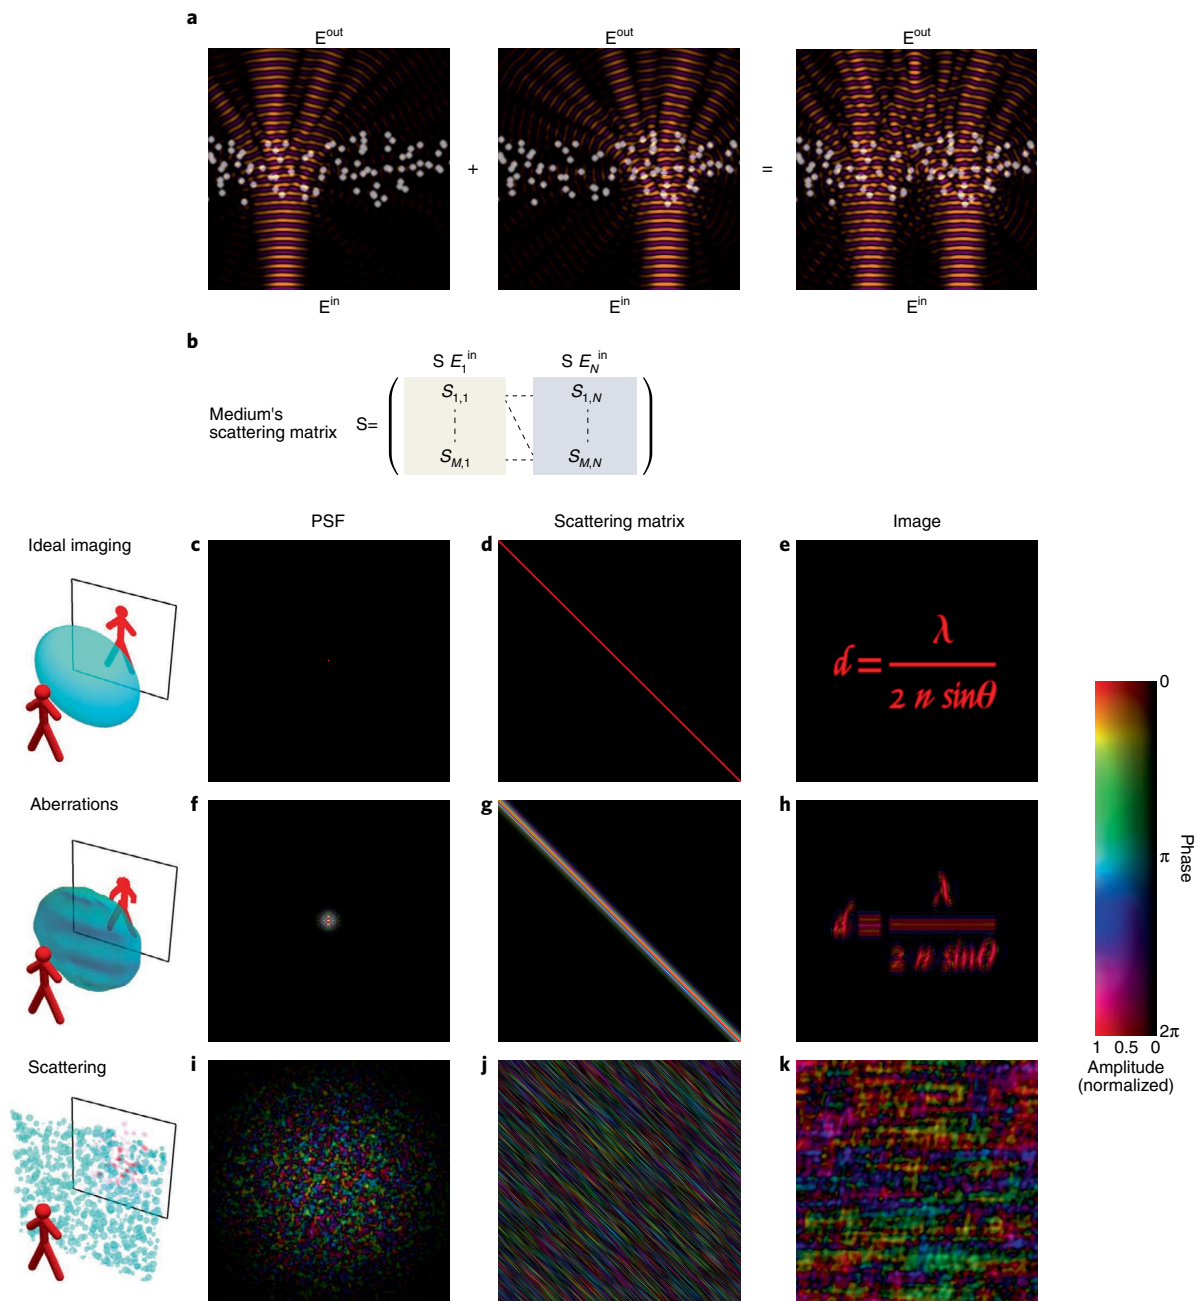 a
E^out
E^out
E^out
+
=
E^in
E^in
E^in
b
S E_1^in
S E_N^in
Medium's
scattering matrix
S=
S_1,1
S_1,N
S_M,1
S_M,N
PSF
Scattering matrix
Image
Ideal imaging
c
d
e
d = λ / 2 n sinθ
Aberrations
f
g
h
d = λ / 2 n sinθ
Scattering
i
j
k
0
π
2π
Phase
1 0.5 0
Amplitude
(normalized)